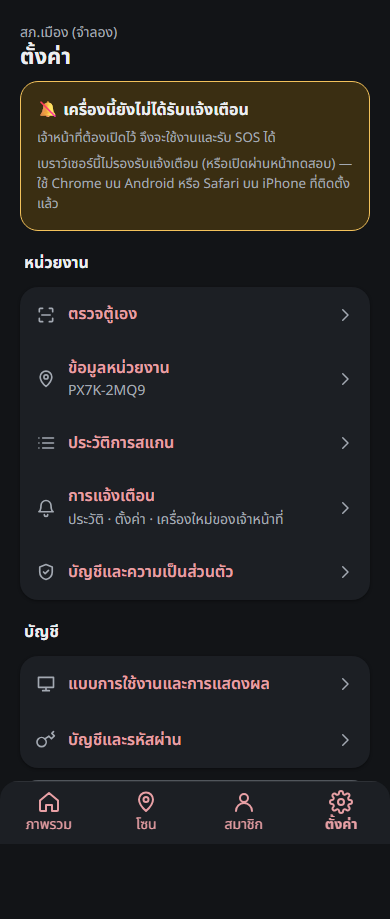 สภ.เมือง (จำลอง)
ตั้งค่า
เครื่องนี้ยังไม่ได้รับแจ้งเตือน
เจ้าหน้าที่ต้องเปิดไว้ จึงจะใช้งานและรับ SOS ได้
เบราว์เซอร์นี้ไม่รองรับแจ้งเตือน (หรือเปิดผ่านหน้าทดสอบ) —
ใช้ Chrome บน Android หรือ Safari บน iPhone ที่ติดตั้ง
แล้ว
หน่วยงาน
ตรวจตู้เอง
ข้อมูลหน่วยงาน
PX7K-2MQ9
ประวัติการสแกน
การแจ้งเตือน
ประวัติ · ตั้งค่า · เครื่องใหม่ของเจ้าหน้าที่
บัญชีและความเป็นส่วนตัว
บัญชี
แบบการใช้งานและการแสดงผล
บัญชีและรหัสผ่าน
ภาพรวม
โซน
สมาชิก
ตั้งค่า